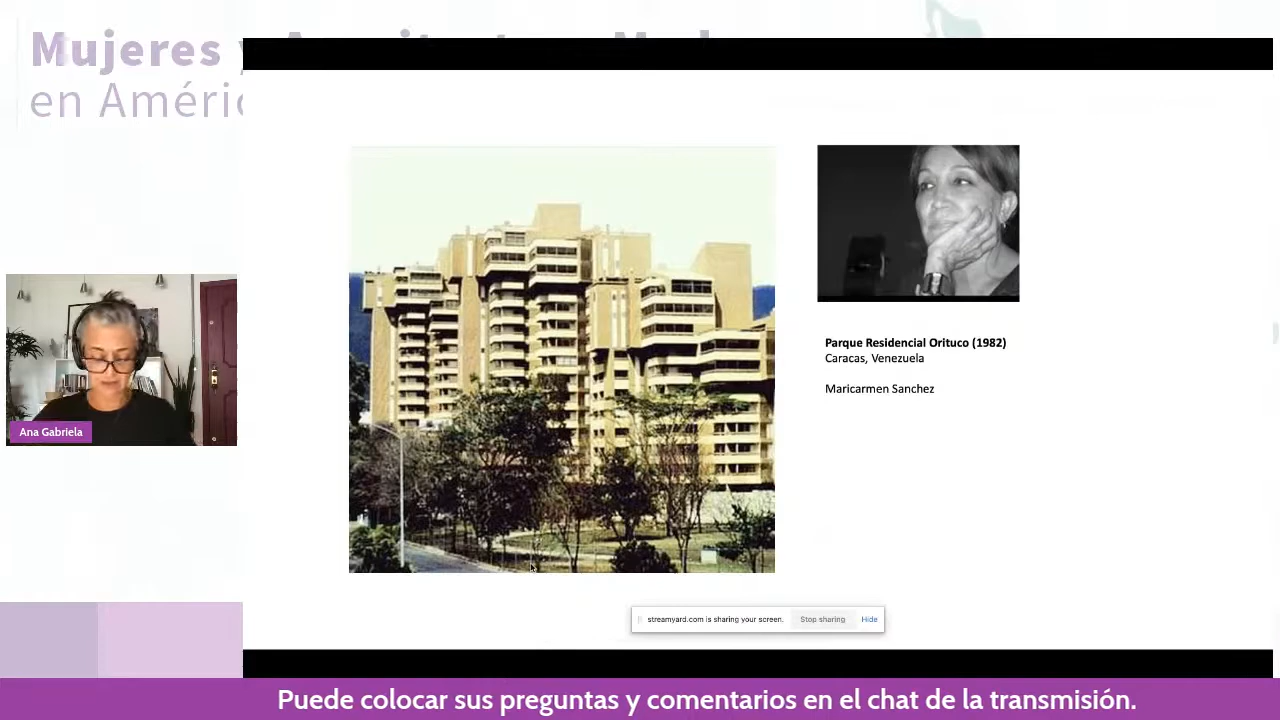 Mujeres y
en Améric
Ana Gabriela
Parque Residencial Orituco (1982)
Caracas, Venezuela
Maricarmen Sanchez
streamyard.com is sharing your screen.
Stop sharing
Hide
Puede colocar sus preguntas y comentarios en el chat de la transmisión.